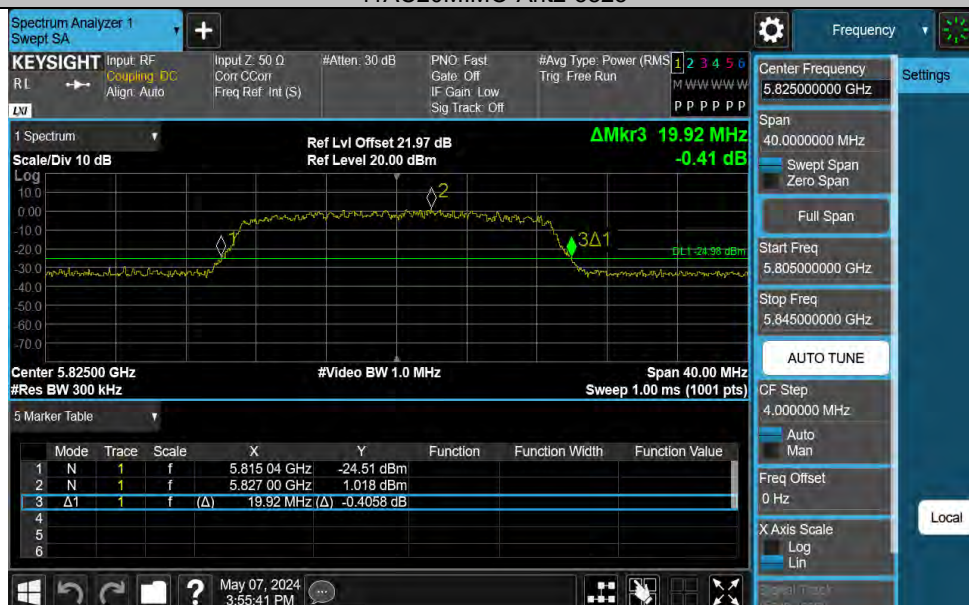 Spectrum Analyzer 1
Swept SA
+
Frequency
KEYSIGHT
RL
LXI
Input: RF
Coupling: DC
Align: Auto
Input Z: 50 Ω
Corr CCorr
Freq Ref: Int (S)
#Atten: 30 dB
PNO: Fast
Gate: Off
IF Gain: Low
Sig Track: Off
#Avg Type: Power (RMS
Trig: Free Run
1 2 3 4 5 6
M W W W W W
P P P P P P
1 Spectrum
Scale/Div 10 dB
Ref Lvl Offset 21.97 dB
Ref Level 20.00 dBm
ΔMkr3 19.92 MHz
-0.41 dB
Log
10.0
0.00
-10.0
-20.0
-30.0
-40.0
-50.0
-60.0
-70.0
1
2
3Δ1
DL1 -24.98 dBm
Center 5.82500 GHz
#Res BW 300 kHz
#Video BW 1.0 MHz
Span 40.00 MHz
Sweep 1.00 ms (1001 pts)
5 Marker Table
Mode Trace Scale X Y Function Function Width Function Value
1 N 1 f 5.815 04 GHz -24.51 dBm
2 N 1 f 5.827 00 GHz 1.018 dBm
3 Δ1 1 f (Δ) 19.92 MHz (Δ) -0.4058 dB
4
5
6
?
May 07, 2024
3:55:41 PM
Center Frequency
5.825000000 GHz
Span
40.0000000 MHz
Swept Span
Zero Span
Full Span
Start Freq
5.805000000 GHz
Stop Freq
5.845000000 GHz
AUTO TUNE
CF Step
4.000000 MHz
Auto
Man
Freq Offset
0 Hz
X Axis Scale
Log
Lin
Signal Track
Settings
Local